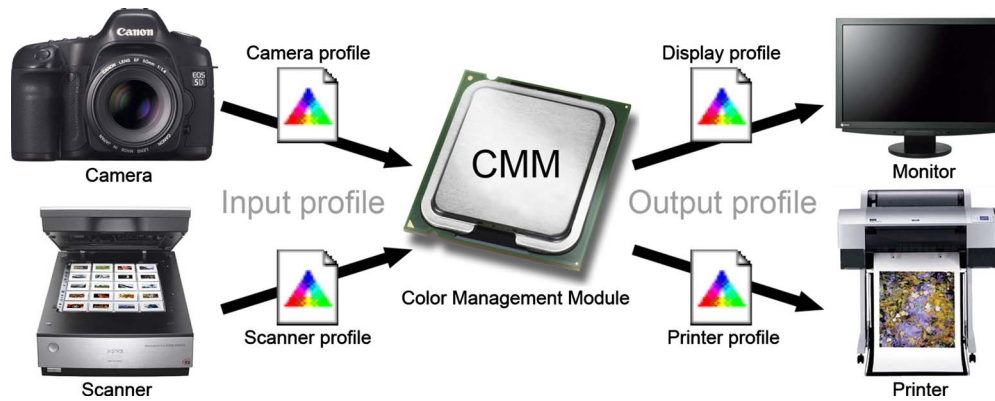 Canon
EOS
5D
Camera profile
Camera
Input profile
Scanner profile
Scanner
CMM
Color Management Module
Display profile
Monitor
Output profile
Printer profile
Printer